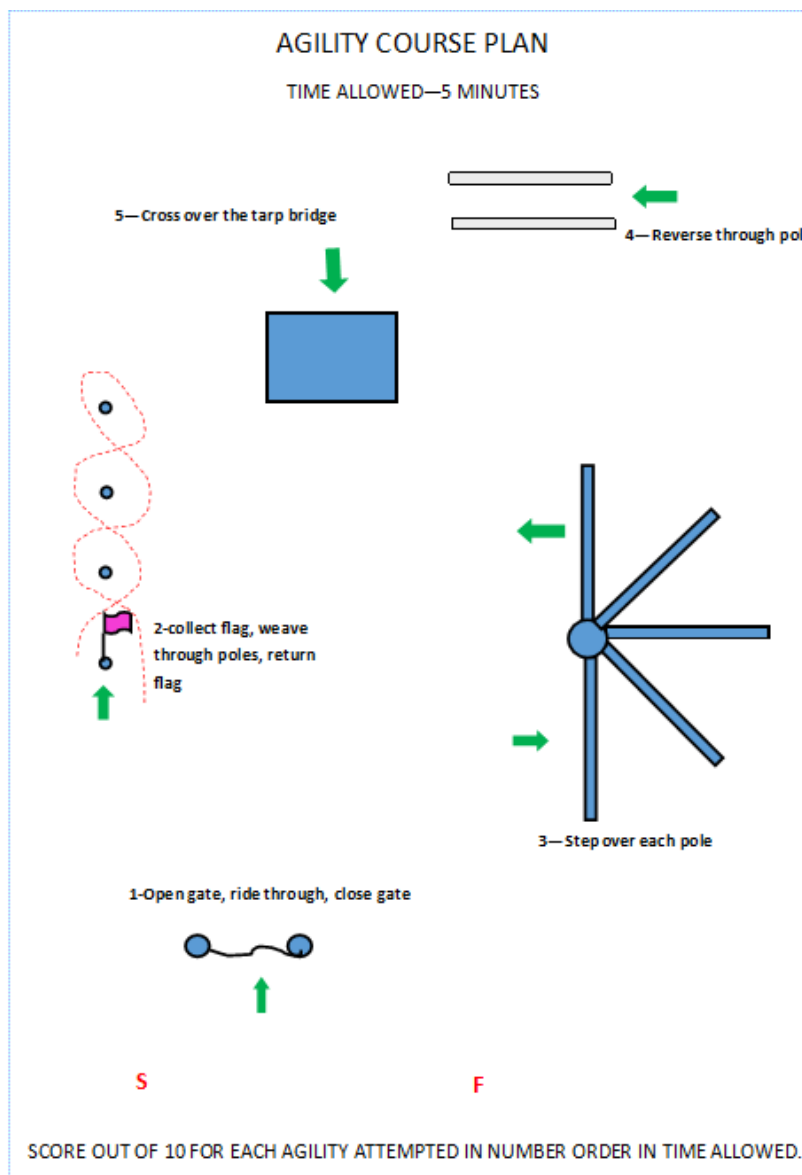 AGILITY COURSE PLAN
TIME ALLOWED—5 MINUTES
5—Cross over the tarp bridge
4—Reverse through pol
2-collect flag, weave
through poles, return
flag
3—Step over each pole
1-Open gate, ride through, close gate
S
F
SCORE OUT OF 10 FOR EACH AGILITY ATTEMPTED IN NUMBER ORDER IN TIME ALLOWED.